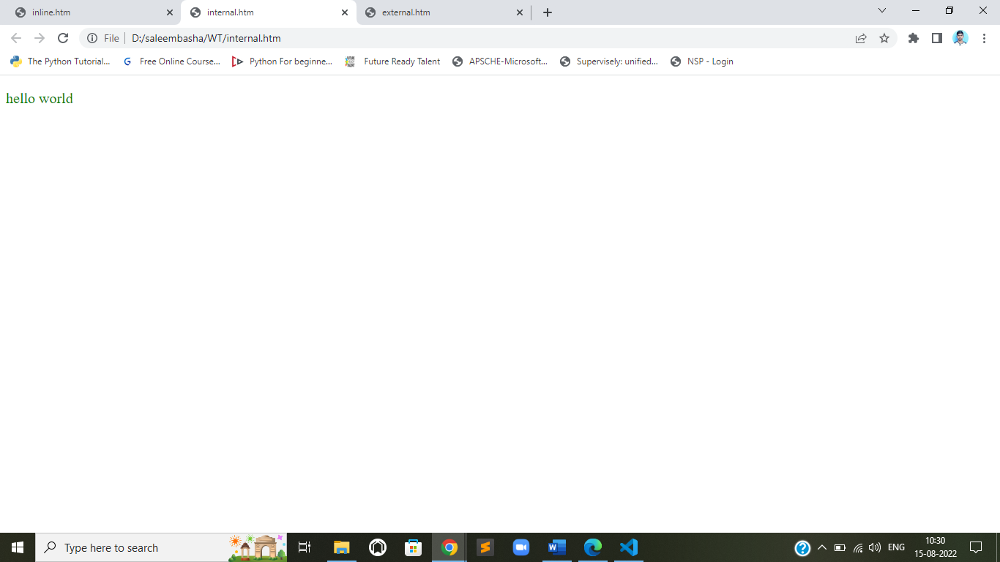 inline.htm
internal.htm
external.htm
File
D:/saleembasha/WT/internal.htm
The Python Tutorial...
G
Free Online Course...
Python For beginne...
Future Ready Talent
APSCHE-Microsoft...
Supervisely: unified...
NSP - Login
hello world
Type here to search
W
?
ENG
10:30
15-08-2022